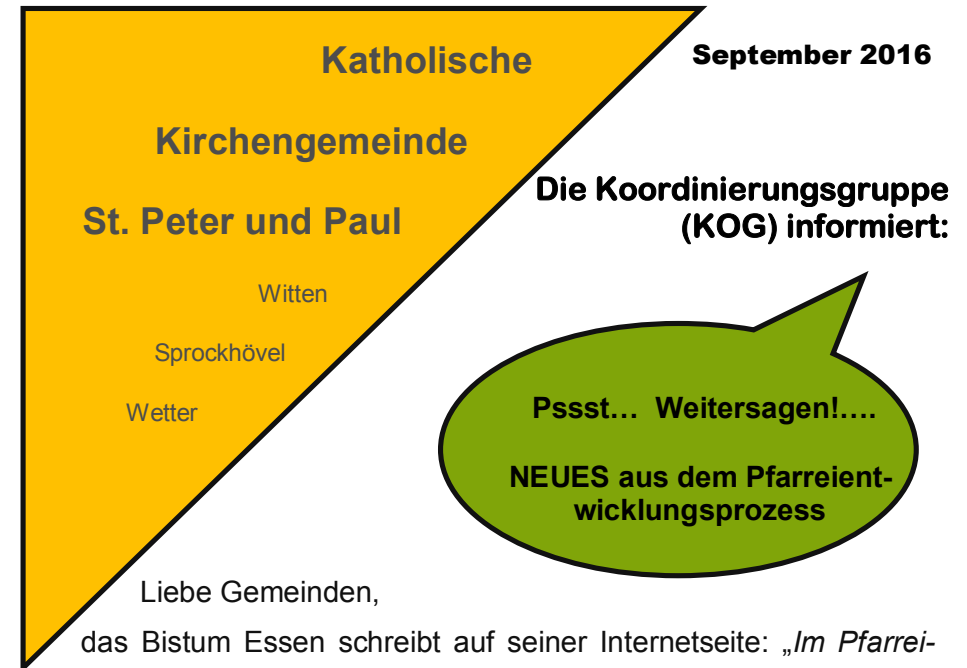 Katholische
September 2016
Kirchengemeinde
Die Koordinierungsgruppe
(KOG) informiert:
St. Peter und Paul
Witten
Sprockhövel
Wetter
Pssst… Weitersagen!….
NEUES aus dem Pfarreient-
wicklungsprozess
Liebe Gemeinden,
das Bistum Essen schreibt auf seiner Internetseite: „Im Pfarrei-